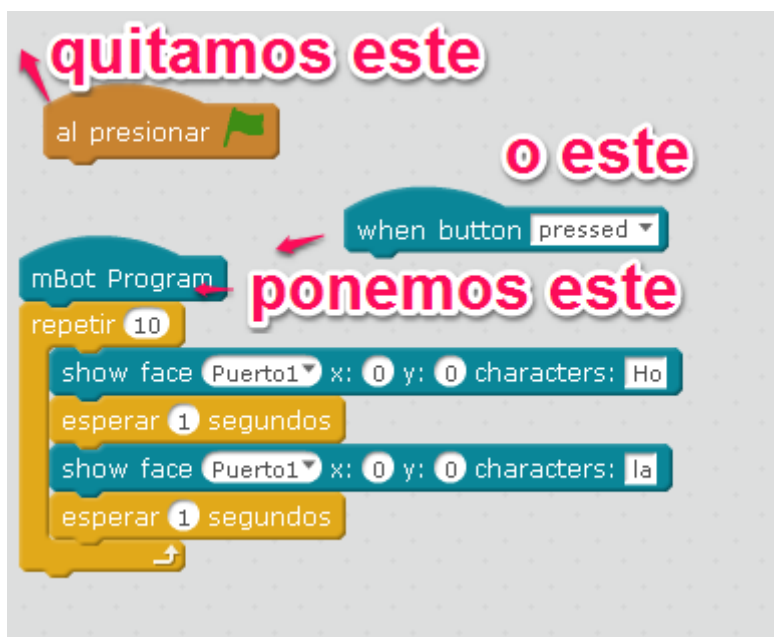 quitamos este
al presionar
o este
when button pressed
mBot Program
ponemos este
repetir 10
show face Puerto1 x: 0 y: 0 characters: Ho
esperar 1 segundos
show face Puerto1 x: 0 y: 0 characters: la
esperar 1 segundos